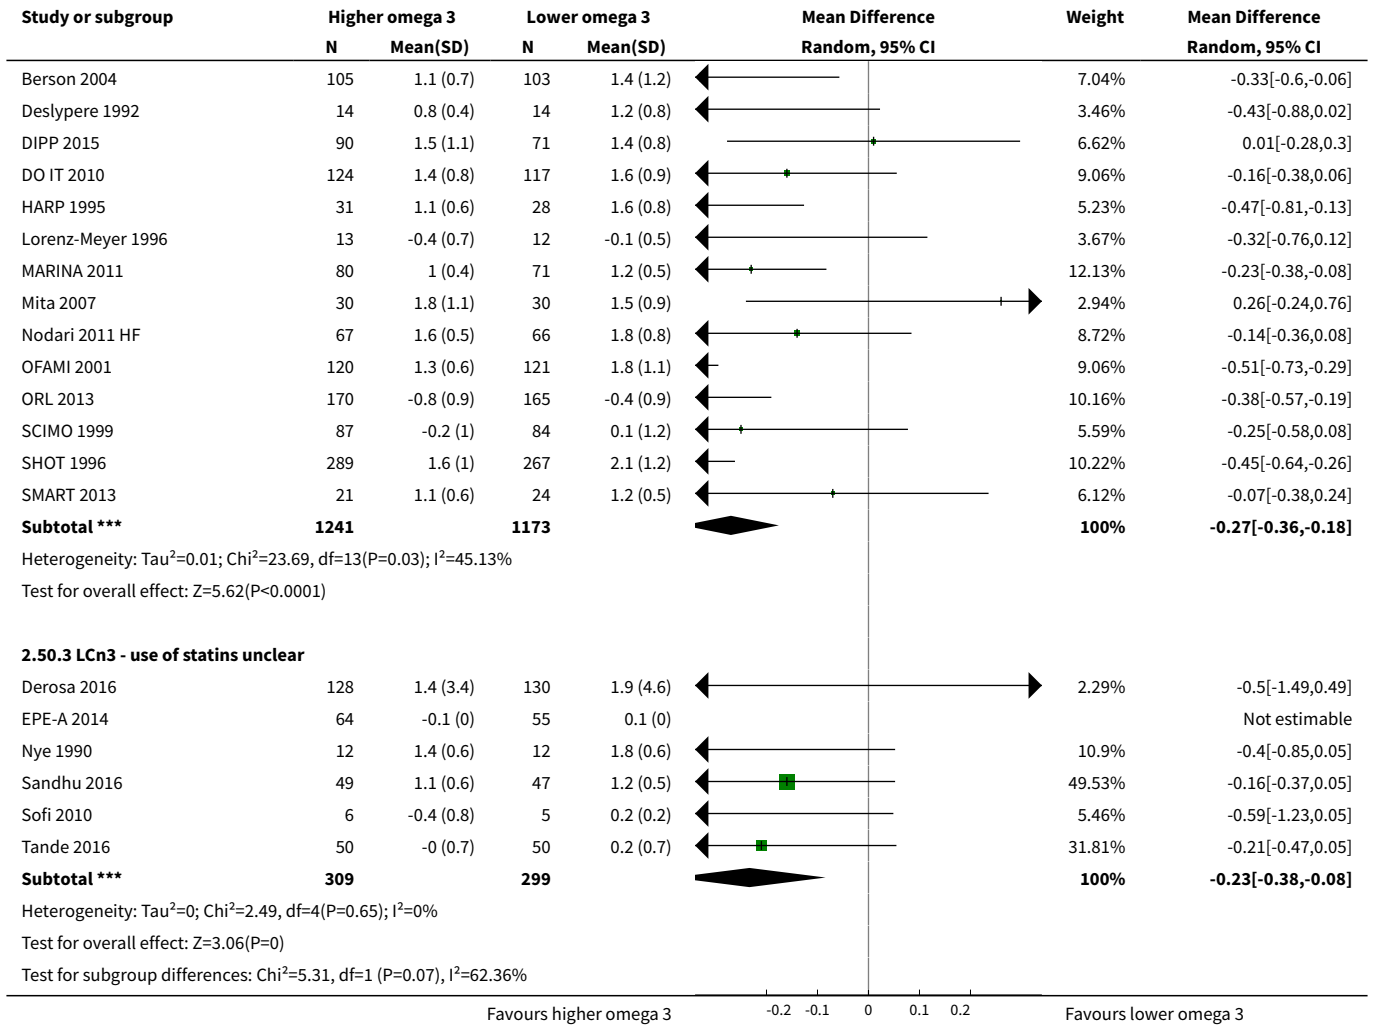 Study or subgroup Higher omega 3 Lower omega 3 Mean Difference Weight Mean Difference
N Mean(SD) N Mean(SD) Random, 95% CI Random, 95% CI
Berson 2004 105 1.1 (0.7) 103 1.4 (1.2) 7.04% -0.33[-0.6,-0.06]
Deslypere 1992 14 0.8 (0.4) 14 1.2 (0.8) 3.46% -0.43[-0.88,0.02]
DIPP 2015 90 1.5 (1.1) 71 1.4 (0.8) 6.62% 0.01[-0.28,0.3]
DO IT 2010 124 1.4 (0.8) 117 1.6 (0.9) 9.06% -0.16[-0.38,0.06]
HARP 1995 31 1.1 (0.6) 28 1.6 (0.8) 5.23% -0.47[-0.81,-0.13]
Lorenz-Meyer 1996 13 -0.4 (0.7) 12 -0.1 (0.5) 3.67% -0.32[-0.76,0.12]
MARINA 2011 80 1 (0.4) 71 1.2 (0.5) 12.13% -0.23[-0.38,-0.08]
Mita 2007 30 1.8 (1.1) 30 1.5 (0.9) 2.94% 0.26[-0.24,0.76]
Nodari 2011 HF 67 1.6 (0.5) 66 1.8 (0.8) 8.72% -0.14[-0.36,0.08]
OFAMI 2001 120 1.3 (0.6) 121 1.8 (1.1) 9.06% -0.51[-0.73,-0.29]
ORL 2013 170 -0.8 (0.9) 165 -0.4 (0.9) 10.16% -0.38[-0.57,-0.19]
SCIMO 1999 87 -0.2 (1) 84 0.1 (1.2) 5.59% -0.25[-0.58,0.08]
SHOT 1996 289 1.6 (1) 267 2.1 (1.2) 10.22% -0.45[-0.64,-0.26]
SMART 2013 21 1.1 (0.6) 24 1.2 (0.5) 6.12% -0.07[-0.38,0.24]
Subtotal *** 1241 1173 100% -0.27[-0.36,-0.18]
Heterogeneity: Tau²=0.01; Chi²=23.69, df=13(P=0.03); I²=45.13%
Test for overall effect: Z=5.62(P<0.0001)
2.50.3 LCn3 - use of statins unclear
Derosa 2016 128 1.4 (3.4) 130 1.9 (4.6) 2.29% -0.5[-1.49,0.49]
EPE-A 2014 64 -0.1 (0) 55 0.1 (0) Not estimable
Nye 1990 12 1.4 (0.6) 12 1.8 (0.6) 10.9% -0.4[-0.85,0.05]
Sandhu 2016 49 1.1 (0.6) 47 1.2 (0.5) 49.53% -0.16[-0.37,0.05]
Sofi 2010 6 -0.4 (0.8) 5 0.2 (0.2) 5.46% -0.59[-1.23,0.05]
Tande 2016 50 -0 (0.7) 50 0.2 (0.7) 31.81% -0.21[-0.47,0.05]
Subtotal *** 309 299 100% -0.23[-0.38,-0.08]
Heterogeneity: Tau²=0; Chi²=2.49, df=4(P=0.65); I²=0%
Test for overall effect: Z=3.06(P=0)
Test for subgroup differences: Chi²=5.31, df=1 (P=0.07), I²=62.36%
Favours higher omega 3 -0.2 -0.1 0 0.1 0.2 Favours lower omega 3